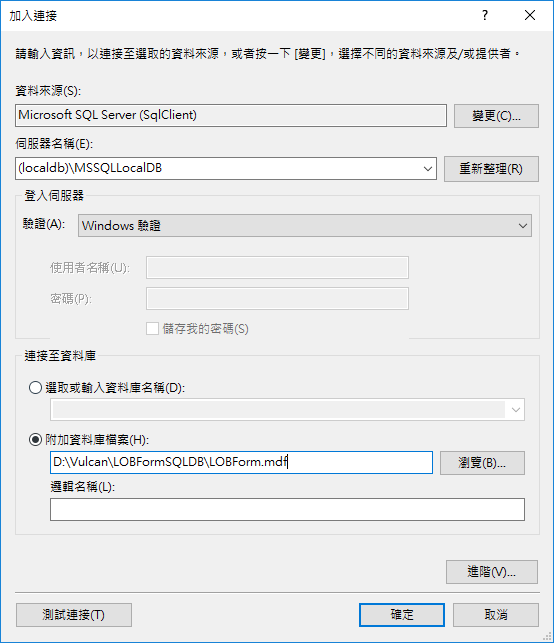 加入連接
請輸入資訊，以連接至選取的資料來源，或者按一下 [變更]，選擇不同的資料來源及/或提供者。
資料來源(S):
Microsoft SQL Server (SqlClient)
變更(C)...
伺服器名稱(E):
(localdb)\MSSQLLocalDB
重新整理(R)
登入伺服器
驗證(A):
Windows 驗證
使用者名稱(U):
密碼(P):
儲存我的密碼(S)
連接至資料庫
選取或輸入資料庫名稱(D):
附加資料庫檔案(H):
D:\Vulcan\LOBFormSQLDB\LOBForm.mdf
瀏覽(B)...
邏輯名稱(L):
進階(V)...
測試連接(T)
確定
取消